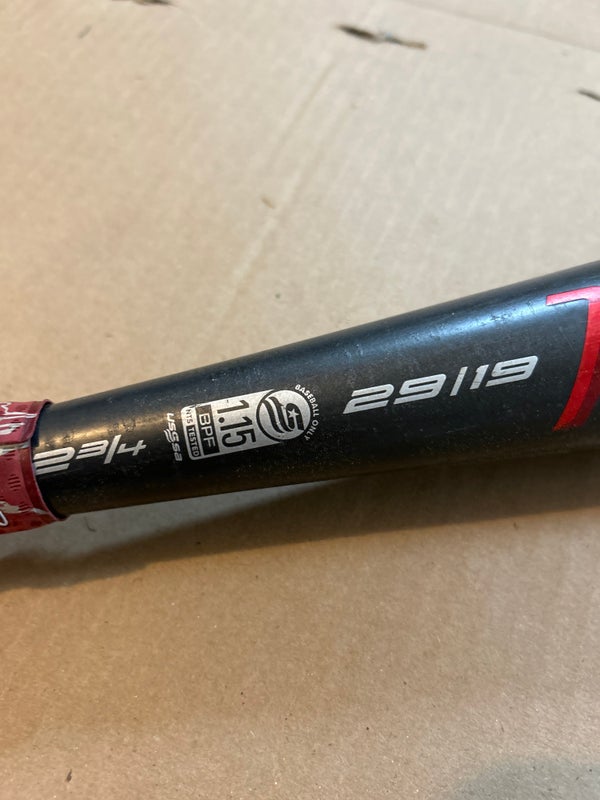 2 3/4
usssa
1.15
BPF
NTS TESTED
BASEBALL ONLY
29/19